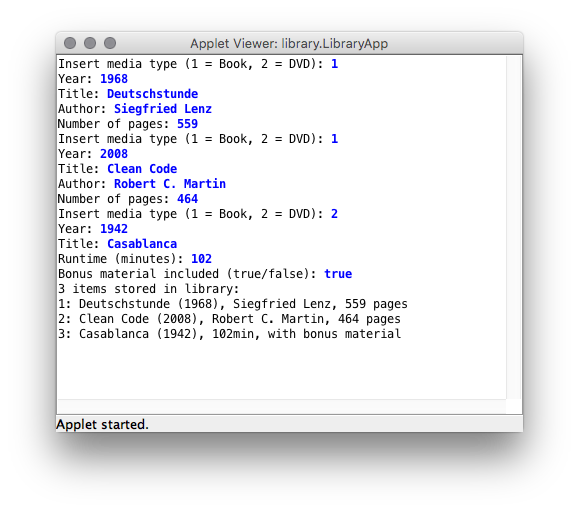 Applet Viewer: library.LibraryApp
Insert media type (1 = Book, 2 = DVD): 1
Year: 1968
Title: Deutschstunde
Author: Siegfried Lenz
Number of pages: 559
Insert media type (1 = Book, 2 = DVD): 1
Year: 2008
Title: Clean Code
Author: Robert C. Martin
Number of pages: 464
Insert media type (1 = Book, 2 = DVD): 2
Year: 1942
Title: Casablanca
Runtime (minutes): 102
Bonus material included (true/false): true
3 items stored in library:
1: Deutschstunde (1968), Siegfried Lenz, 559 pages
2: Clean Code (2008), Robert C. Martin, 464 pages
3: Casablanca (1942), 102min, with bonus material
Applet started.